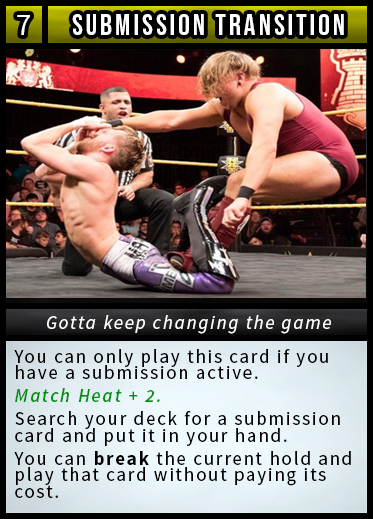 7 SUBMISSION TRANSITION
Gotta keep changing the game
You can only play this card if you
have a submission active.
Match Heat + 2.
Search your deck for a submission
card and put it in your hand.
You can break the current hold and
play that card without paying its
cost.